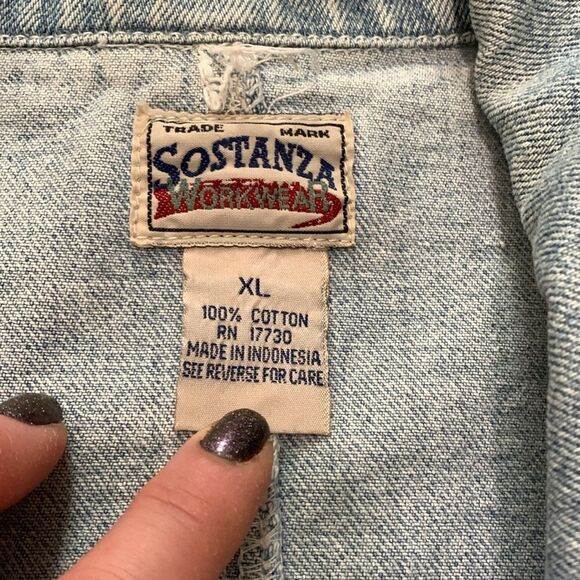 TRADE MARK
SOSTANZA
WORKWEAR
XL
100% COTTON
RN 17730
MADE IN INDONESIA
SEE REVERSE FOR CARE